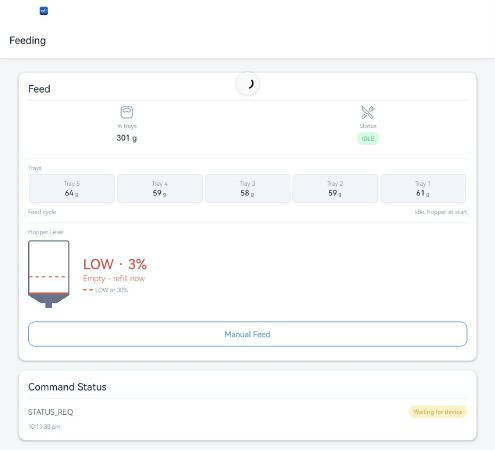 Feeding
Feed
In trays
301 g
Status
IDLE
Trays
Tray 5
64 g
Tray 4
59 g
Tray 3
58 g
Tray 2
59 g
Tray 1
61 g
Feed cycle
Idle, hopper at start
Hopper Level
LOW · 3%
Empty - refill now
LOW at 30%
Manual Feed
Command Status
STATUS_REQ
Waiting for device
10:11:38 pm